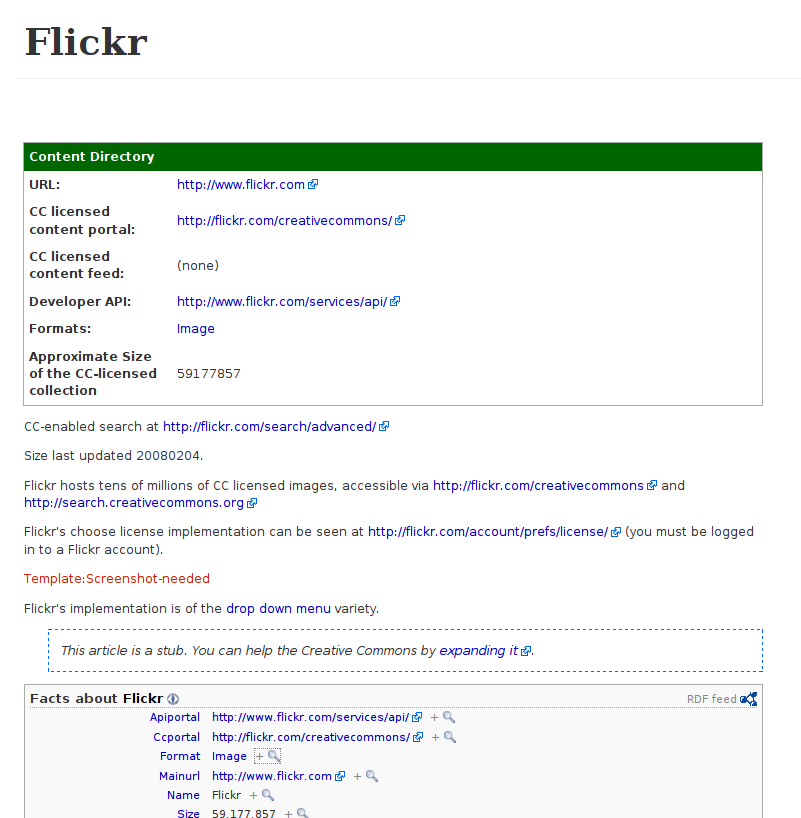 Flickr
Content Directory
URL: http://www.flickr.com
CC licensed
content portal: http://flickr.com/creativecommons/
CC licensed
content feed: (none)
Developer API: http://www.flickr.com/services/api/
Formats: Image
Approximate Size
of the CC-licensed 59177857
collection
CC-enabled search at http://flickr.com/search/advanced/
Size last updated 20080204.
Flickr hosts tens of millions of CC licensed images, accessible via http://flickr.com/creativecommons and
http://search.creativecommons.org
Flickr's choose license implementation can be seen at http://flickr.com/account/prefs/license/ (you must be logged
in to a Flickr account).
Template:Screenshot-needed
Flickr's implementation is of the drop down menu variety.
This article is a stub. You can help the Creative Commons by expanding it.
Facts about Flickr RDF feed
Apiportal http://www.flickr.com/services/api/ +
Ccportal http://flickr.com/creativecommons/ +
Format Image +
Mainurl http://www.flickr.com +
Name Flickr +
Size 59,177,857 +